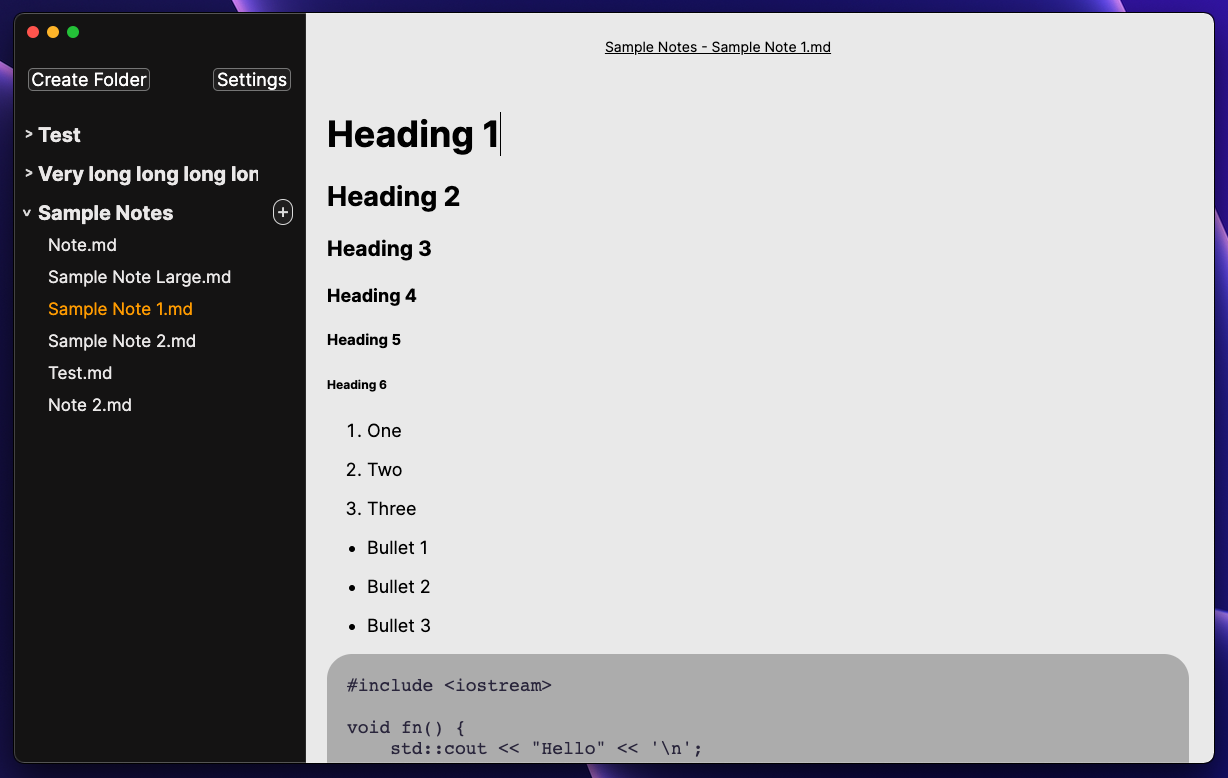 Create Folder Settings
> Test
> Very long long long lon
v Sample Notes +
Note.md
Sample Note Large.md
Sample Note 1.md
Sample Note 2.md
Test.md
Note 2.md
Sample Notes - Sample Note 1.md
Heading 1
Heading 2
Heading 3
Heading 4
Heading 5
Heading 6
1. One
2. Two
3. Three
• Bullet 1
• Bullet 2
• Bullet 3
#include <iostream>
void fn() {
    std::cout << "Hello" << '\n';